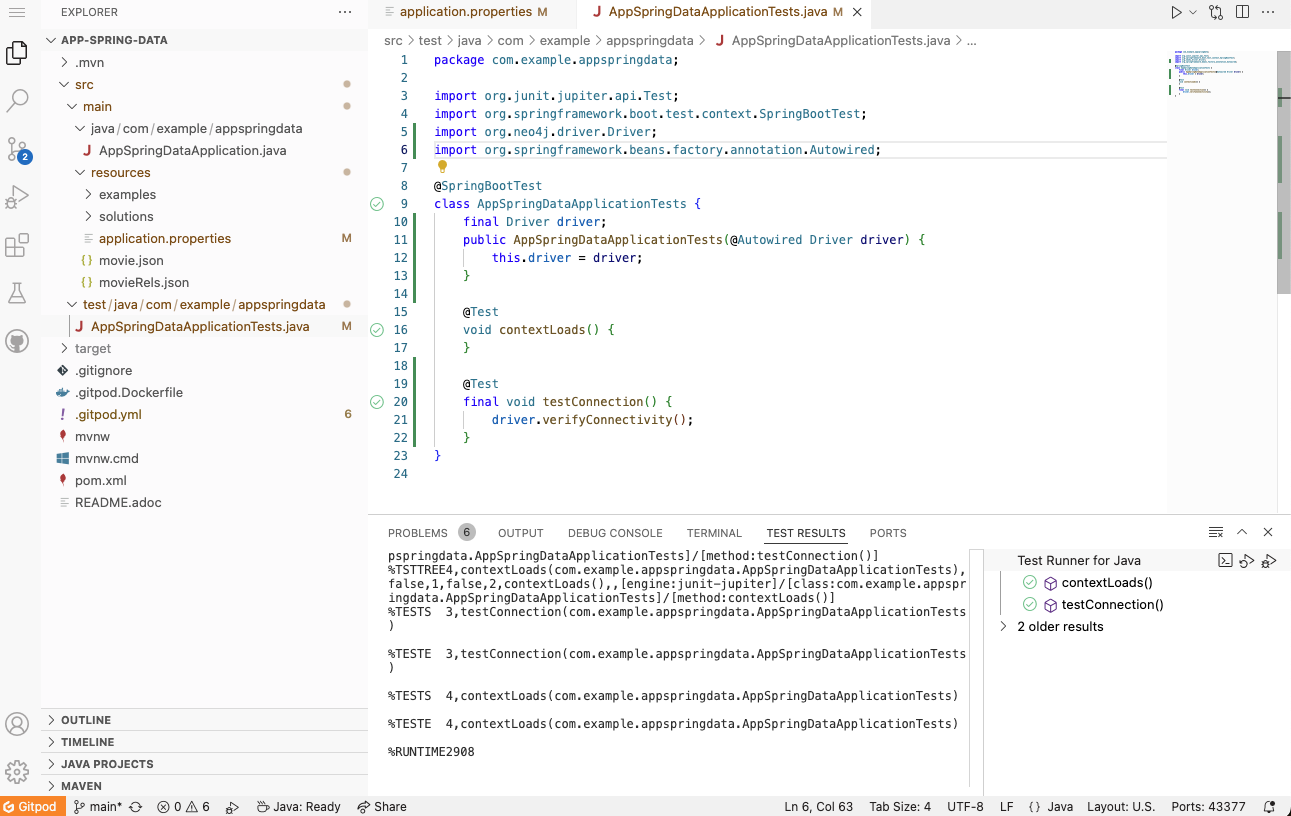 EXPLORER ...
APP-SPRING-DATA
.mvn
src
main
java/com/example/appspringdata
J AppSpringDataApplication.java
resources
examples
solutions
application.properties M
{} movie.json
{} movieRels.json
test/java/com/example/appspringdata
J AppSpringDataApplicationTests.java M
target
.gitignore
.gitpod.Dockerfile
! .gitpod.yml 6
mvnw
mvnw.cmd
pom.xml
README.adoc
OUTLINE
TIMELINE
JAVA PROJECTS
MAVEN
2
application.properties M
J AppSpringDataApplicationTests.java M
src > test > java > com > example > appspringdata > J AppSpringDataApplicationTests.java > ...
1 package com.example.appspringdata;
2
3 import org.junit.jupiter.api.Test;
4 import org.springframework.boot.test.context.SpringBootTest;
5 import org.neo4j.driver.Driver;
6 import org.springframework.beans.factory.annotation.Autowired;
7
8 @SpringBootTest
9 class AppSpringDataApplicationTests {
10 final Driver driver;
11 public AppSpringDataApplicationTests(@Autowired Driver driver) {
12 this.driver = driver;
13 }
14
15 @Test
16 void contextLoads() {
17 }
18
19 @Test
20 final void testConnection() {
21 driver.verifyConnectivity();
22 }
23 }
24
PROBLEMS 6 OUTPUT DEBUG CONSOLE TERMINAL TEST RESULTS PORTS
pspringdata.AppSpringDataApplicationTests]/[method:testConnection()]
%TSTTREE4,contextLoads(com.example.appspringdata.AppSpringDataApplicationTests),
false,1,false,2,contextLoads(),,[engine:junit-jupiter]/[class:com.example.appspr
ingdata.AppSpringDataApplicationTests]/[method:contextLoads()]
%TESTS 3,testConnection(com.example.appspringdata.AppSpringDataApplicationTests
)
%TESTE 3,testConnection(com.example.appspringdata.AppSpringDataApplicationTests
)
%TESTS 4,contextLoads(com.example.appspringdata.AppSpringDataApplicationTests)
%TESTE 4,contextLoads(com.example.appspringdata.AppSpringDataApplicationTests)
%RUNTIME2908
Test Runner for Java
contextLoads()
testConnection()
2 older results
Gitpod main* 0 6 Java: Ready Share Ln 6, Col 63 Tab Size: 4 UTF-8 LF {} Java Layout: U.S. Ports: 43377